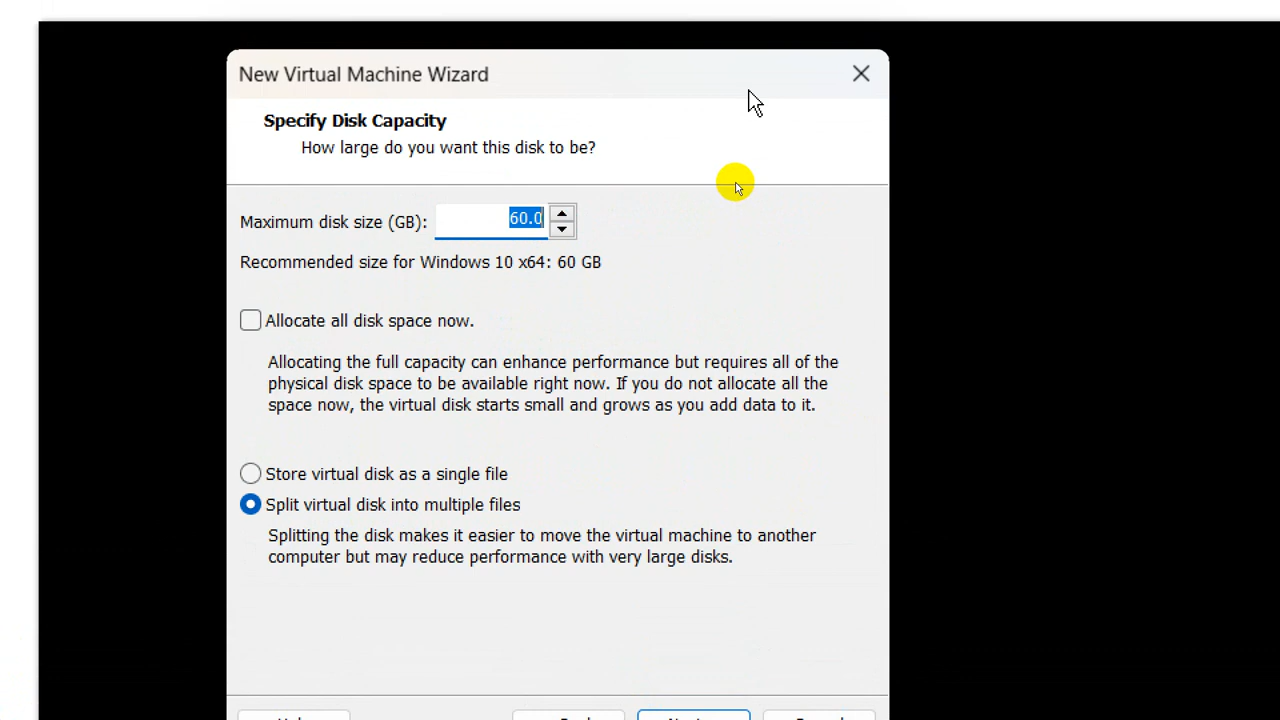 New Virtual Machine Wizard
Specify Disk Capacity
How large do you want this disk to be?
Maximum disk size (GB): 60.0
Recommended size for Windows 10 x64: 60 GB
Allocate all disk space now.
Allocating the full capacity can enhance performance but requires all of the
physical disk space to be available right now. If you do not allocate all the
space now, the virtual disk starts small and grows as you add data to it.
Store virtual disk as a single file
Split virtual disk into multiple files
Splitting the disk makes it easier to move the virtual machine to another
computer but may reduce performance with very large disks.